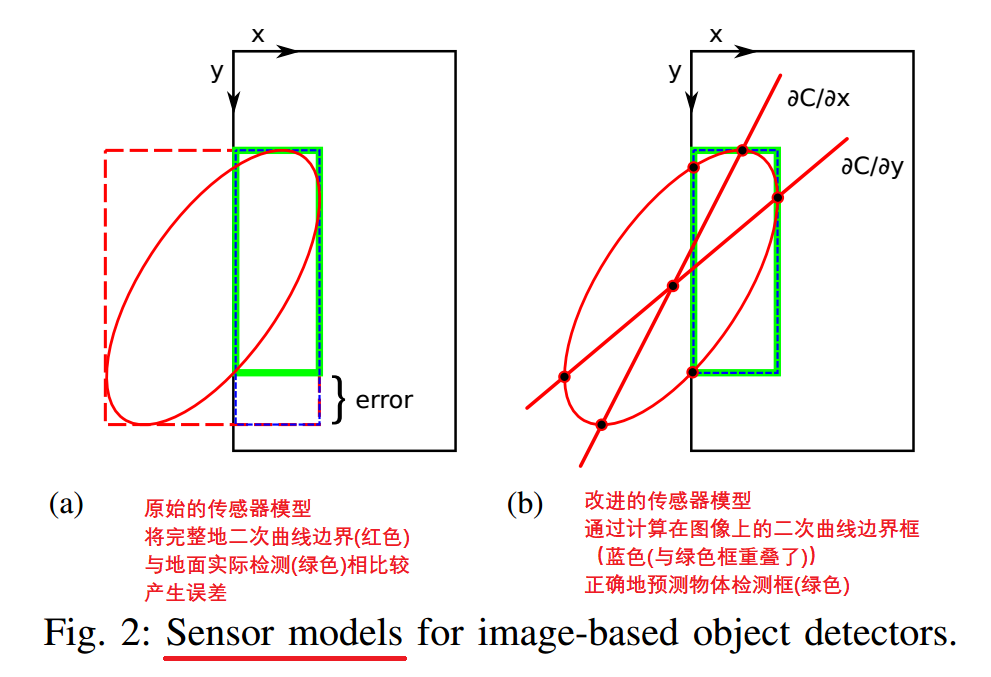 x
y
error
(a)
原始的传感器模型
将完整地二次曲线边界(红色)
与地面实际检测(绿色)相比较
产生误差
x
y
∂C/∂x
∂C/∂y
(b)
改进的传感器模型
通过计算在图像上的二次曲线边界框
（蓝色(与绿色框重叠了)）
正确地预测物体检测框(绿色)
Fig. 2: Sensor models for image-based object detectors.